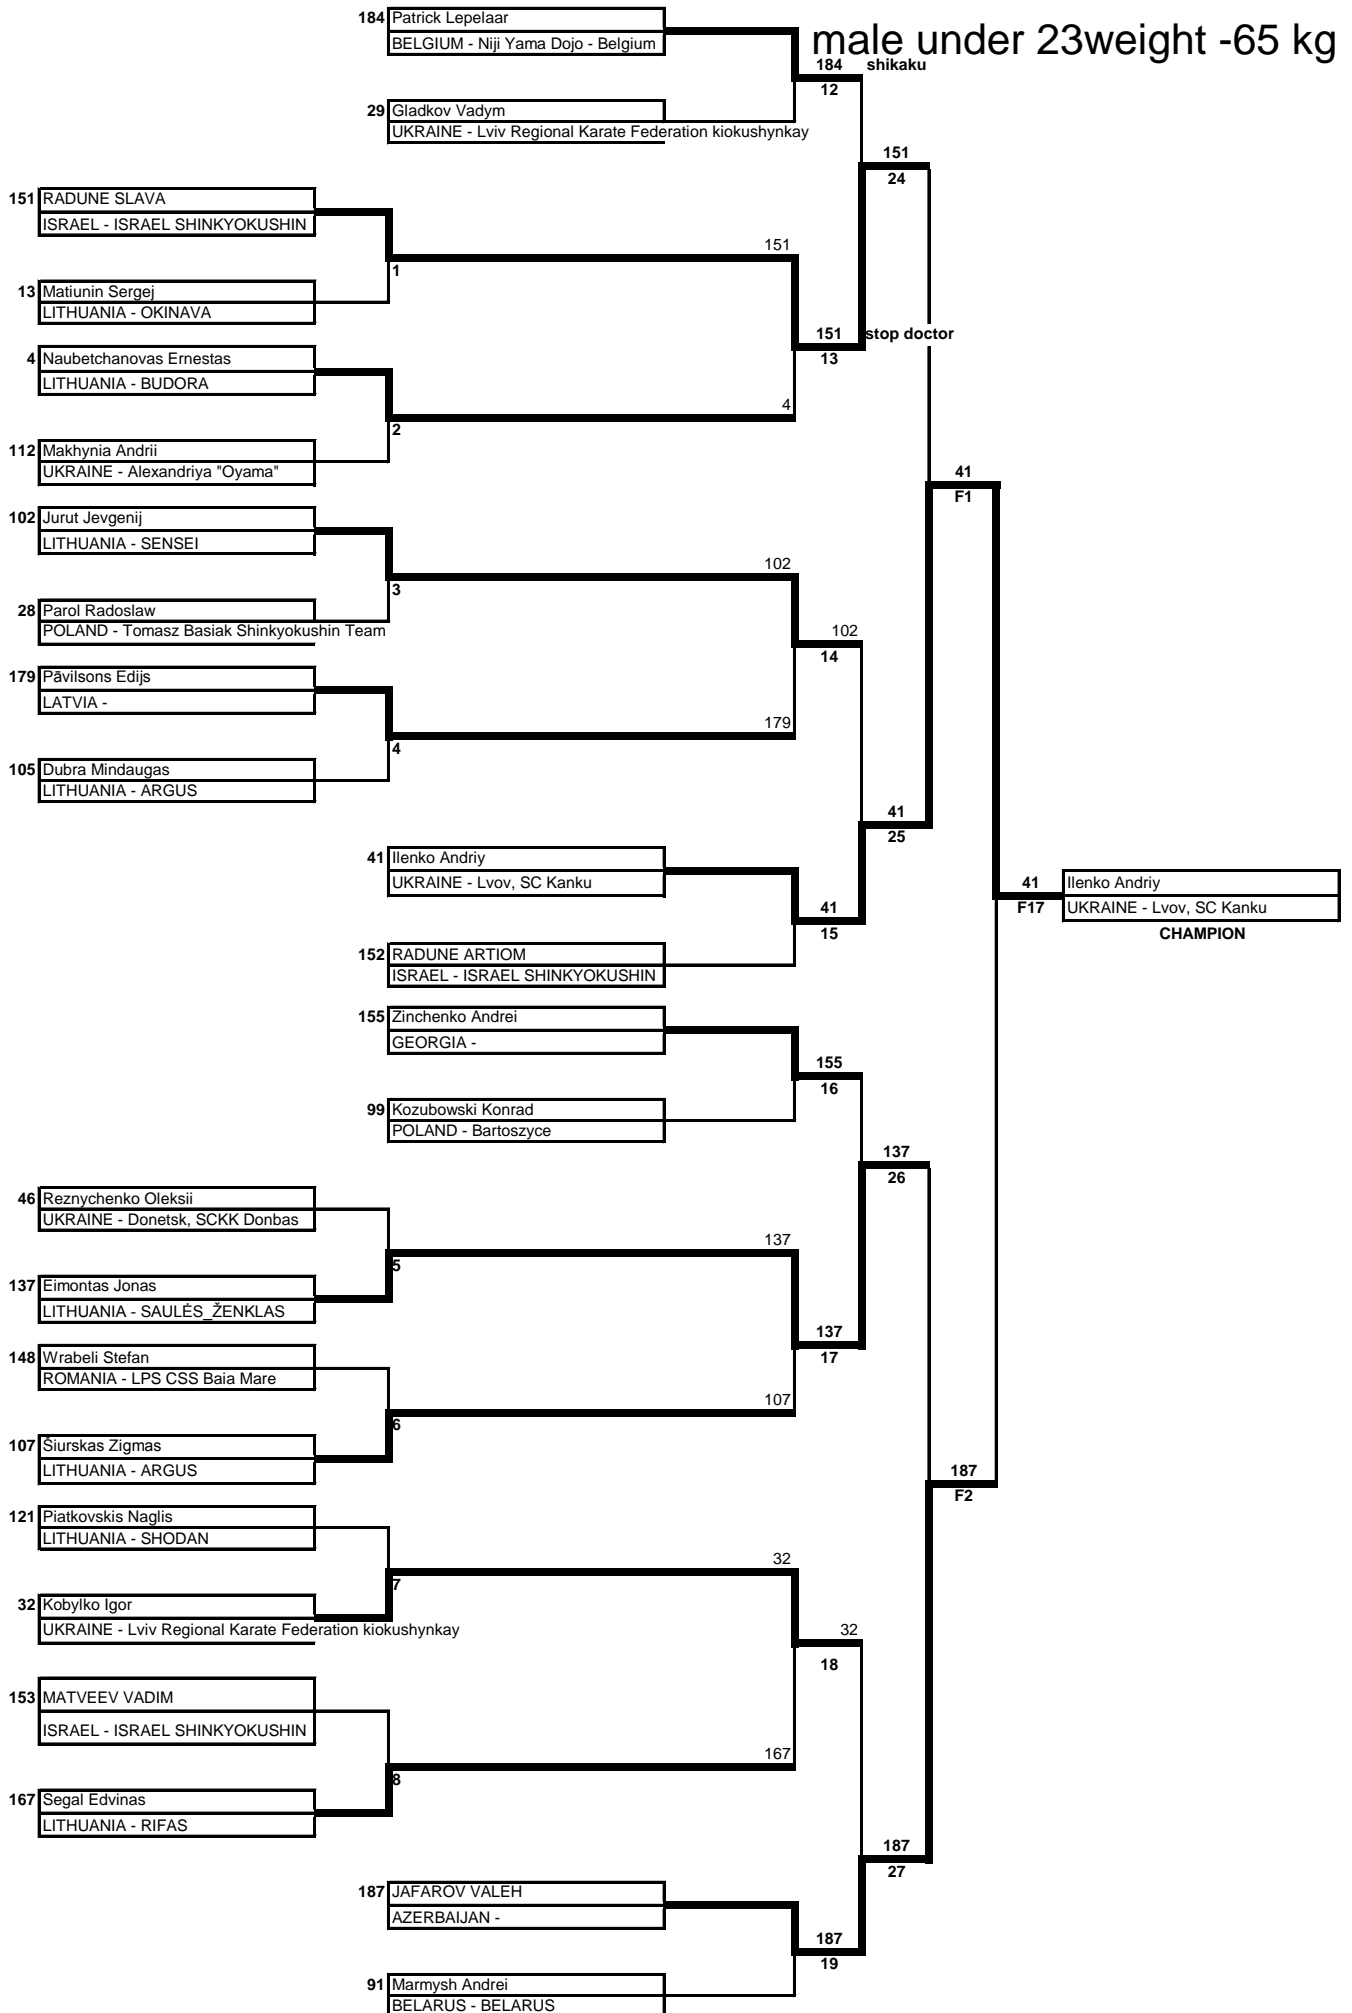 184 Patrick Lepelaar
BELGIUM - Niji Yama Dojo - Belgium
male under 23weight -65 kg
184 shikaku
12
29 Gladkov Vadym
UKRAINE - Lviv Regional Karate Federation kiokushynkay
151
24
151 RADUNE SLAVA
ISRAEL - ISRAEL SHINKYOKUSHIN
151
1
13 Matiunin Sergej
LITHUANIA - OKINAVA
151 stop doctor
13
4 Naubetchanovas Ernestas
LITHUANIA - BUDORA
4
2
112 Makhynia Andrii
UKRAINE - Alexandriya "Oyama"
41
F1
102 Jurut Jevgenij
LITHUANIA - SENSEI
102
3
28 Parol Radoslaw
POLAND - Tomasz Basiak Shinkyokushin Team
102
14
179 Pāvilsons Edijs
LATVIA -
179
4
105 Dubra Mindaugas
LITHUANIA - ARGUS
41
25
41 Ilenko Andriy
UKRAINE - Lvov, SC Kanku
41 Ilenko Andriy
F17 UKRAINE - Lvov, SC Kanku
CHAMPION
41
15
152 RADUNE ARTIOM
ISRAEL - ISRAEL SHINKYOKUSHIN
155 Zinchenko Andrei
GEORGIA -
155
16
99 Kozubowski Konrad
POLAND - Bartoszyce
137
26
46 Reznychenko Oleksii
UKRAINE - Donetsk, SCKK Donbas
137
5
137 Eimontas Jonas
LITHUANIA - SAULĖS_ŽENKLAS
137
17
148 Wrabeli Stefan
ROMANIA - LPS CSS Baia Mare
107
6
107 Šiurskas Zigmas
LITHUANIA - ARGUS
187
F2
121 Piatkovskis Naglis
LITHUANIA - SHODAN
32
7
32 Kobylko Igor
UKRAINE - Lviv Regional Karate Federation kiokushynkay
32
18
153 MATVEEV VADIM
ISRAEL - ISRAEL SHINKYOKUSHIN
167
8
167 Segal Edvinas
LITHUANIA - RIFAS
187
27
187 JAFAROV VALEH
AZERBAIJAN -
187
19
91 Marmysh Andrei
BELARUS - BELARUS